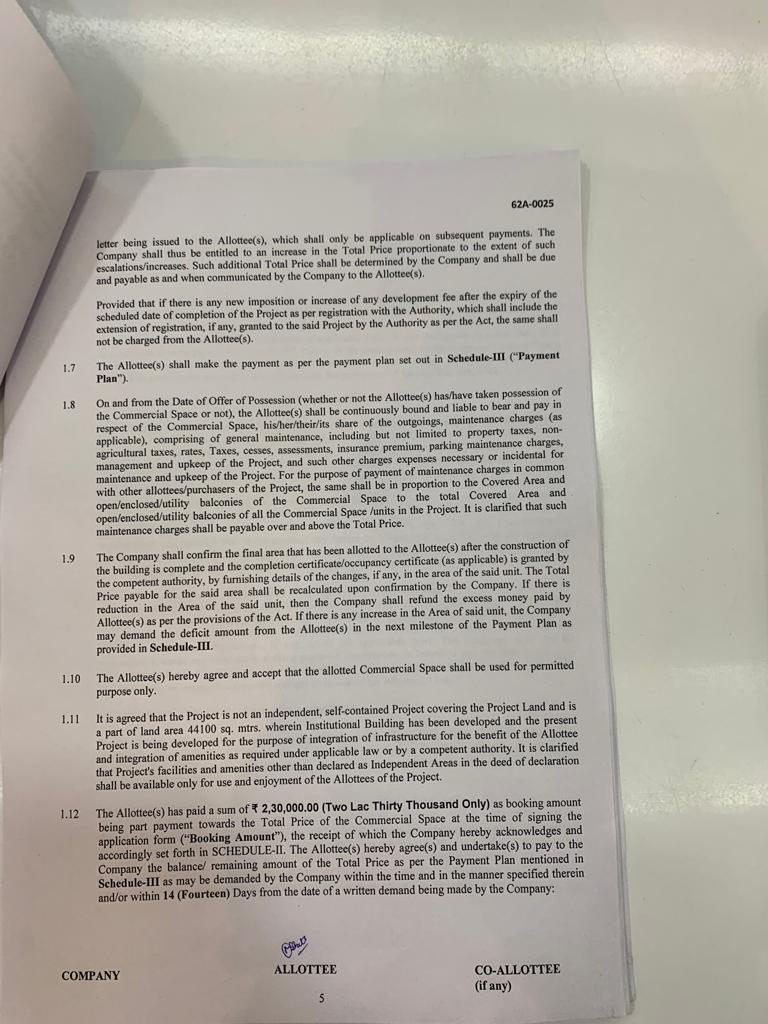 62A-0025
letter being issued to the Allottee(s), which shall only be applicable on subsequent payments. The
Company shall thus be entitled to an increase in the Total Price proportionate to the extent of such
escalations/increases. Such additional Total Price shall be determined by the Company and shall be due
and payable as and when communicated by the Company to the Allottee(s).
Provided that if there is any new imposition or increase of any development fee after the expiry of the
scheduled date of completion of the Project as per registration with the Authority, which shall include the
extension of registration, if any, granted to the said Project by the Authority as per the Act, the same shall
not be charged from the Allottee(s).
1.7 The Allottee(s) shall make the payment as per the payment plan set out in Schedule-III ("Payment
Plan").
1.8 On and from the Date of Offer of Possession (whether or not the Allottee(s) has/have taken possession of
the Commercial Space or not), the Allottee(s) shall be continuously bound and liable to bear and pay in
respect of the Commercial Space, his/her/their/its share of the outgoings, maintenance charges (as
applicable), comprising of general maintenance, including but not limited to property taxes, non-
agricultural taxes, rates, Taxes, cesses, assessments, insurance premium, parking maintenance charges,
management and upkeep of the Project, and such other charges expenses necessary or incidental for
maintenance and upkeep of the Project. For the purpose of payment of maintenance charges in common
with other allottees/purchasers of the Project, the same shall be in proportion to the Covered Area and
open/enclosed/utility balconies of the Commercial Space to the total Covered Area and
open/enclosed/utility balconies of all the Commercial Space /units in the Project. It is clarified that such
maintenance charges shall be payable over and above the Total Price.
1.9 The Company shall confirm the final area that has been allotted to the Allottee(s) after the construction of
the building is complete and the completion certificate/occupancy certificate (as applicable) is granted by
the competent authority, by furnishing details of the changes, if any, in the area of the said unit. The Total
Price payable for the said area shall be recalculated upon confirmation by the Company. If there is
reduction in the Area of the said unit, then the Company shall refund the excess money paid by
Allottee(s) as per the provisions of the Act. If there is any increase in the Area of said unit, the Company
may demand the deficit amount from the Allottee(s) in the next milestone of the Payment Plan as
provided in Schedule-III.
1.10 The Allottee(s) hereby agree and accept that the allotted Commercial Space shall be used for permitted
purpose only.
1.11 It is agreed that the Project is not an independent, self-contained Project covering the Project Land and is
a part of land area 44100 sq. mtrs. wherein Institutional Building has been developed and the present
Project is being developed for the purpose of integration of infrastructure for the benefit of the Allottee
and integration of amenities as required under applicable law or by a competent authority. It is clarified
that Project's facilities and amenities other than declared as Independent Areas in the deed of declaration
shall be available only for use and enjoyment of the Allottees of the Project.
1.12 The Allottee(s) has paid a sum of ₹ 2,30,000.00 (Two Lac Thirty Thousand Only) as booking amount
being part payment towards the Total Price of the Commercial Space at the time of signing the
application form ("Booking Amount"), the receipt of which the Company hereby acknowledges and
accordingly set forth in SCHEDULE-II. The Allottee(s) hereby agree(s) and undertake(s) to pay to the
Company the balance/ remaining amount of the Total Price as per the Payment Plan mentioned in
Schedule-III as may be demanded by the Company within the time and in the manner specified therein
and/or within 14 (Fourteen) Days from the date of a written demand being made by the Company:
COMPANY ALLOTTEE CO-ALLOTTEE
(if any)
5